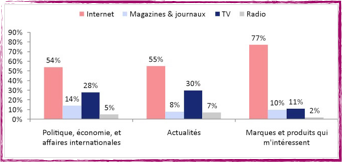 Internet Magazines & journaux TV Radio
90%
80%
77%
70%
60%
54% 55%
50%
40%
30%
28% 30%
20%
14% 8% 10% 11%
10%
5% 7% 2%
0%
Politique, économie, et Actualités Marques et produits qui
affaires internationales m'intéressent